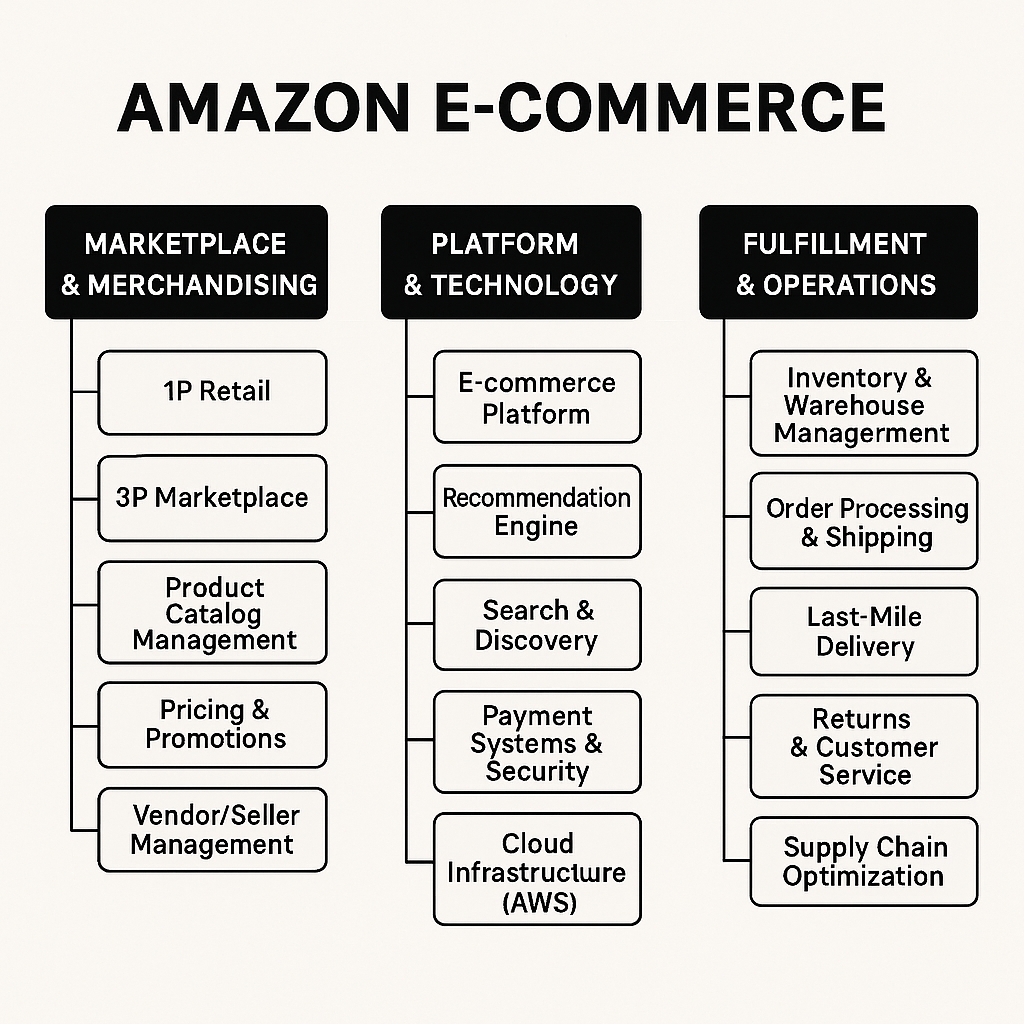 AMAZON E-COMMERCE
MARKETPLACE
& MERCHANDISING
1P Retail
3P Marketplace
Product
Catalog
Management
Pricing &
Promotions
Vendor/Seller
Management
PLATFORM
& TECHNOLOGY
E-commerce
Platform
Recommendation
Engine
Search &
Discovery
Payment
Systems &
Security
Cloud
Infrastructure
(AWS)
FULFILLMENT
& OPERATIONS
Inventory &
Warehouse
Managerment
Order Processing
& Shipping
Last-Mile
Delivery
Returns
& Customer
Service
Supply Chain
Optimization